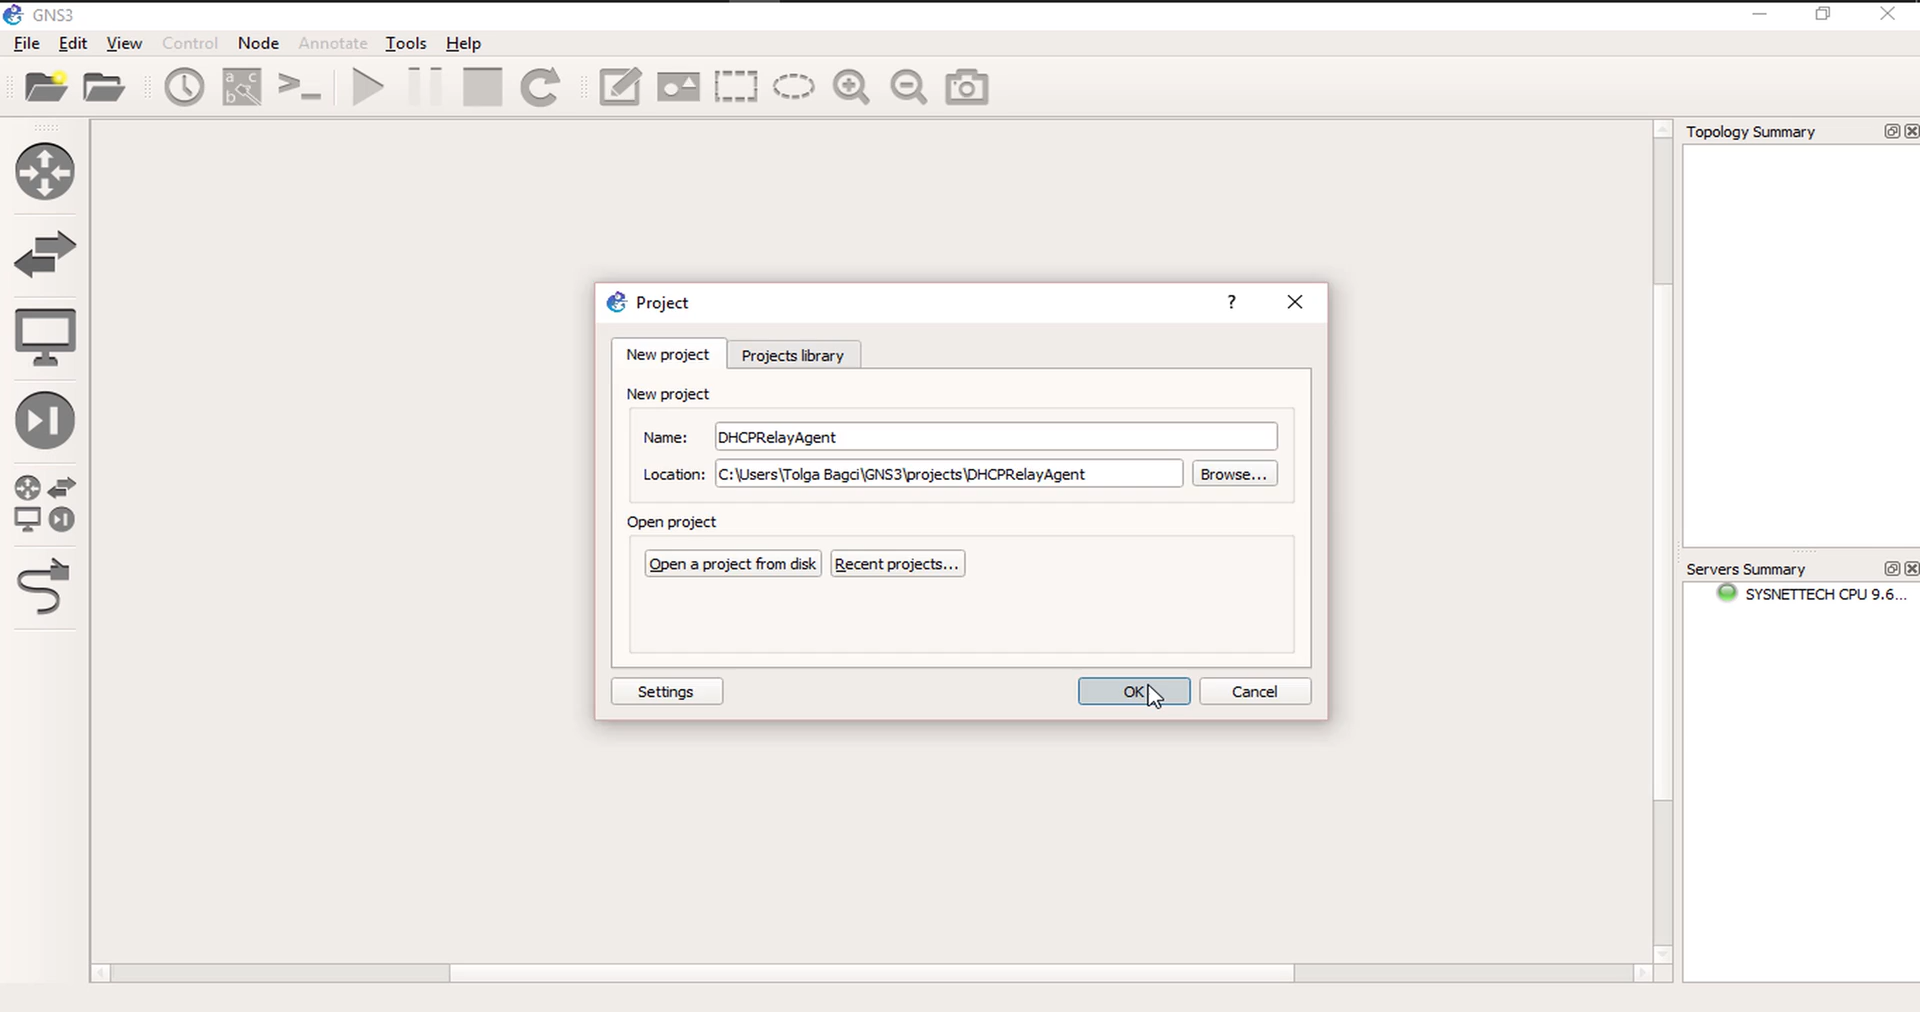 GNS3
File Edit View Control Node Annotate Tools Help
a c
b
Topology Summary
Project
?
New project Projects library
New project
Name: DHCPRelayAgent
Location: C:\Users\Tolga Bagci\GNS3\projects\DHCPRelayAgent Browse...
Open project
Open a project from disk Recent projects...
Settings OK Cancel
Servers Summary
SYSNETTECH CPU 9.6...